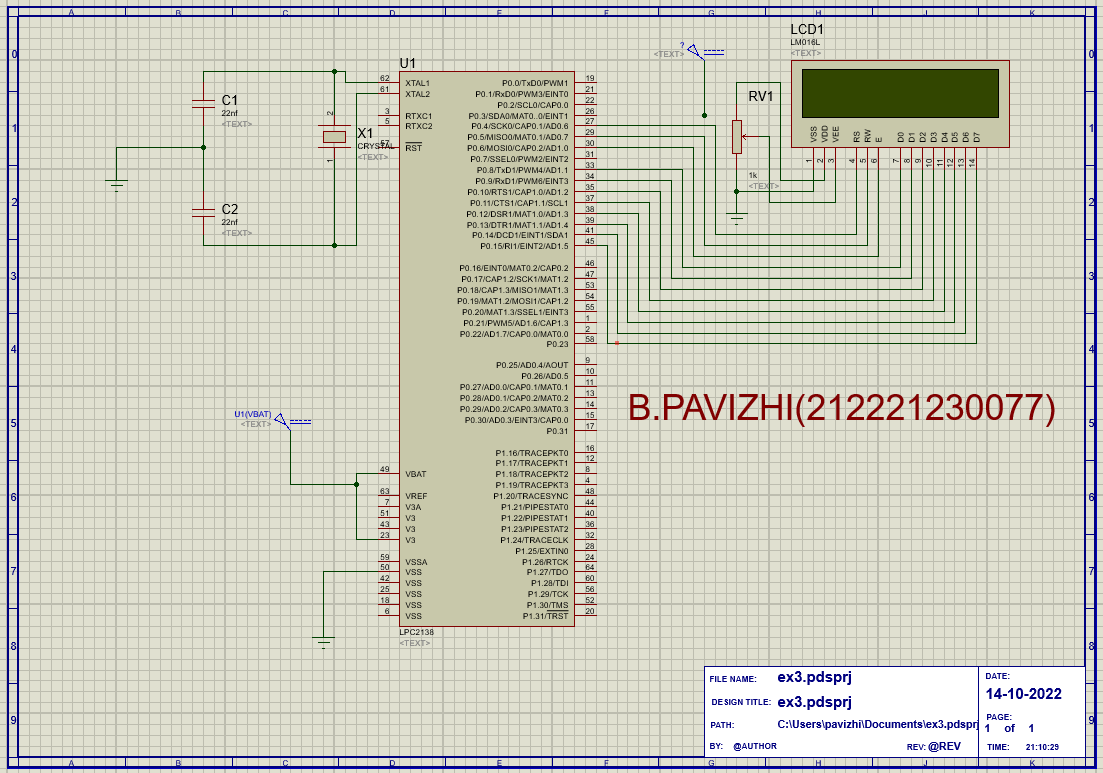 A B C D E F G H J K
A B C D E F G H J K
0
1
2
3
4
5
6
7
8
9
0
1
2
3
4
5
6
7
8
9
C1
22nf
<TEXT>
C2
22nf
<TEXT>
X1
CRYSTAL
<TEXT>
2
1
U1
62 XTAL1
61 XTAL2
3 RTXC1
5 RTXC2
57 RST
49 VBAT
63 VREF
7 V3A
51 V3
43 V3
23 V3
59 VSSA
50 VSS
42 VSS
25 VSS
18 VSS
6 VSS
P0.0/TxD0/PWM1 19
P0.1/RxD0/PWM3/EINT0 21
P0.2/SCL0/CAP0.0 22
P0.3/SDA0/MAT0..0/EINT1 26
P0.4/SCK0/CAP0.1/AD0.6 27
P0.5/MISO0/MAT0.1/AD0.7 29
P0.6/MOSI0/CAP0.2/AD1.0 30
P0.7/SSEL0/PWM2/EINT2 31
P0.8/TxD1/PWM4/AD1.1 33
P0.9/RxD1/PWM6/EINT3 34
P0.10/RTS1/CAP1.0/AD1.2 35
P0.11/CTS1/CAP1.1/SCL1 37
P0.12/DSR1/MAT1.0/AD1.3 38
P0.13/DTR1/MAT1.1/AD1.4 39
P0.14/DCD1/EINT1/SDA1 41
P0.15/RI1/EINT2/AD1.5 45
P0.16/EINT0/MAT0.2/CAP0.2 46
P0.17/CAP1.2/SCK1/MAT1.2 47
P0.18/CAP1.3/MISO1/MAT1.3 53
P0.19/MAT1.2/MOSI1/CAP1.2 54
P0.20/MAT1.3/SSEL1/EINT3 55
P0.21/PWM5/AD1.6/CAP1.3 1
P0.22/AD1.7/CAP0.0/MAT0.0 2
P0.23 58
P0.25/AD0.4/AOUT 9
P0.26/AD0.5 10
P0.27/AD0.0/CAP0.1/MAT0.1 11
P0.28/AD0.1/CAP0.2/MAT0.2 13
P0.29/AD0.2/CAP0.3/MAT0.3 14
P0.30/AD0.3/EINT3/CAP0.0 15
P0.31 17
P1.16/TRACEPKT0 16
P1.17/TRACEPKT1 12
P1.18/TRACEPKT2 8
P1.19/TRACEPKT3 4
P1.20/TRACESYNC 48
P1.21/PIPESTAT0 44
P1.22/PIPESTAT1 40
P1.23/PIPESTAT2 36
P1.24/TRACECLK 32
P1.25/EXTIN0 28
P1.26/RTCK 24
P1.27/TDO 64
P1.28/TDI 60
P1.29/TCK 56
P1.30/TMS 52
P1.31/TRST 20
LPC2138
<TEXT>
U1(VBAT)
<TEXT>
?
<TEXT>
RV1
1k
<TEXT>
LCD1
LM016L
<TEXT>
VSS VDD VEE RS RW E D0 D1 D2 D3 D4 D5 D6 D7
1 2 3 4 5 6 7 8 9 10 11 12 13 14
B.PAVIZHI(212221230077)
FILE NAME: ex3.pdsprj
DESIGN TITLE: ex3.pdsprj
PATH: C:\Users\pavizhi\Documents\ex3.pdsprj
BY: @AUTHOR
REV: @REV
DATE:
14-10-2022
PAGE:
1 of 1
TIME: 21:10:29